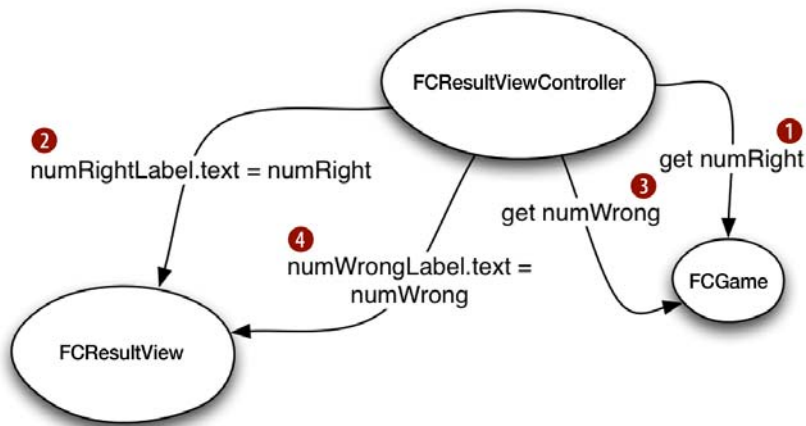 FCResultViewController
1
get numRight
2
numRightLabel.text = numRight
3
get numWrong
4
numWrongLabel.text =
numWrong
FCGame
FCResultView